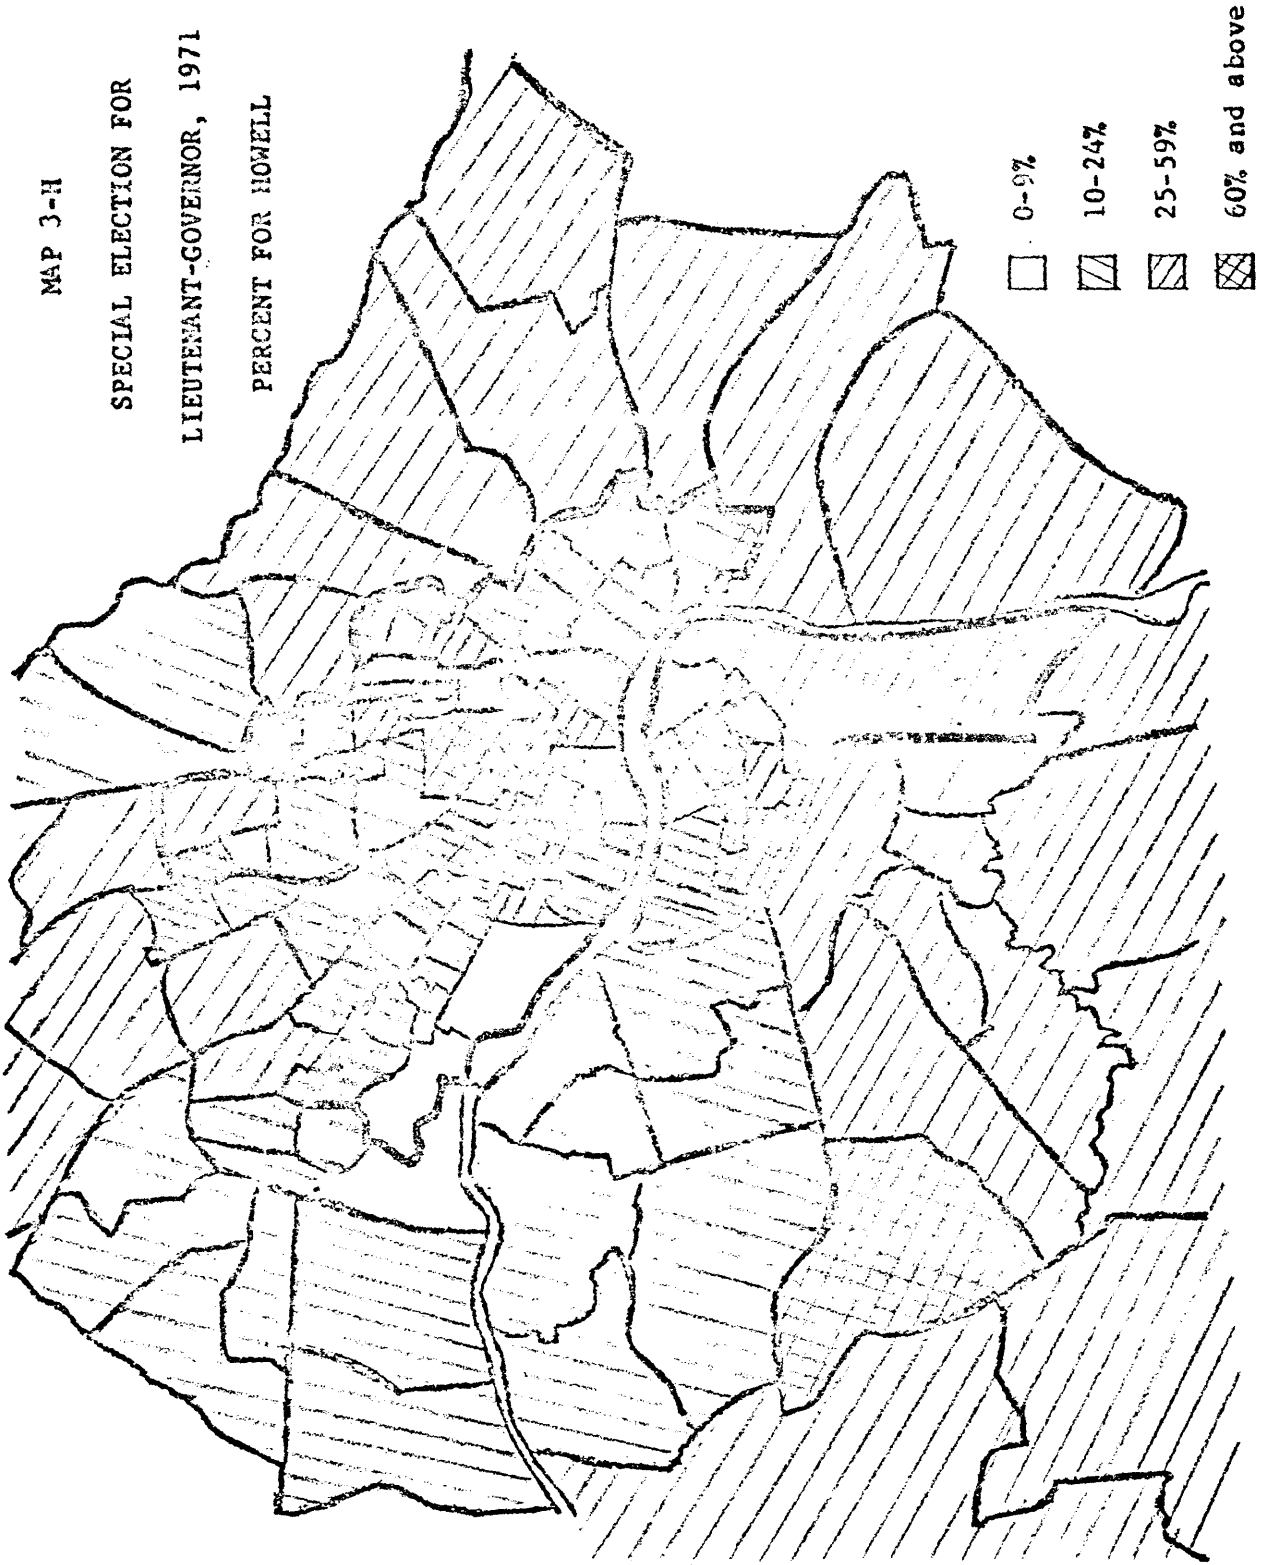 MAP 3-H
SPECIAL ELECTION FOR
LIEUTENANT-GOVERNOR, 1971
PERCENT FOR HOWELL
0-9%
10-24%
25-59%
60% and above